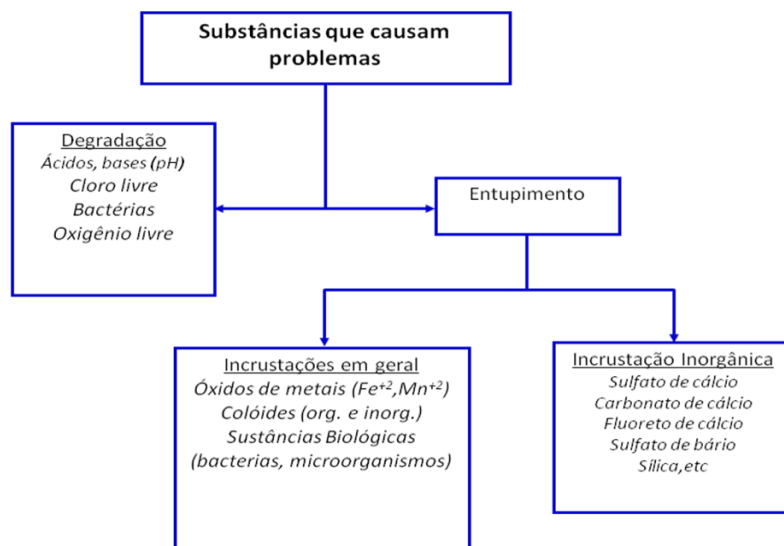 Substâncias que causam
problemas
Degradação
Ácidos, bases (pH)
Cloro livre
Bactérias
Oxigênio livre
Entupimento
Incrustações em geral
Óxidos de metais (Fe⁺²,Mn⁺²)
Colóides (org. e inorg.)
Sustâncias Biológicas
(bacterias, microorganismos)
Incrustação Inorgânica
Sulfato de cálcio
Carbonato de cálcio
Fluoreto de cálcio
Sulfato de bário
Sílica,etc